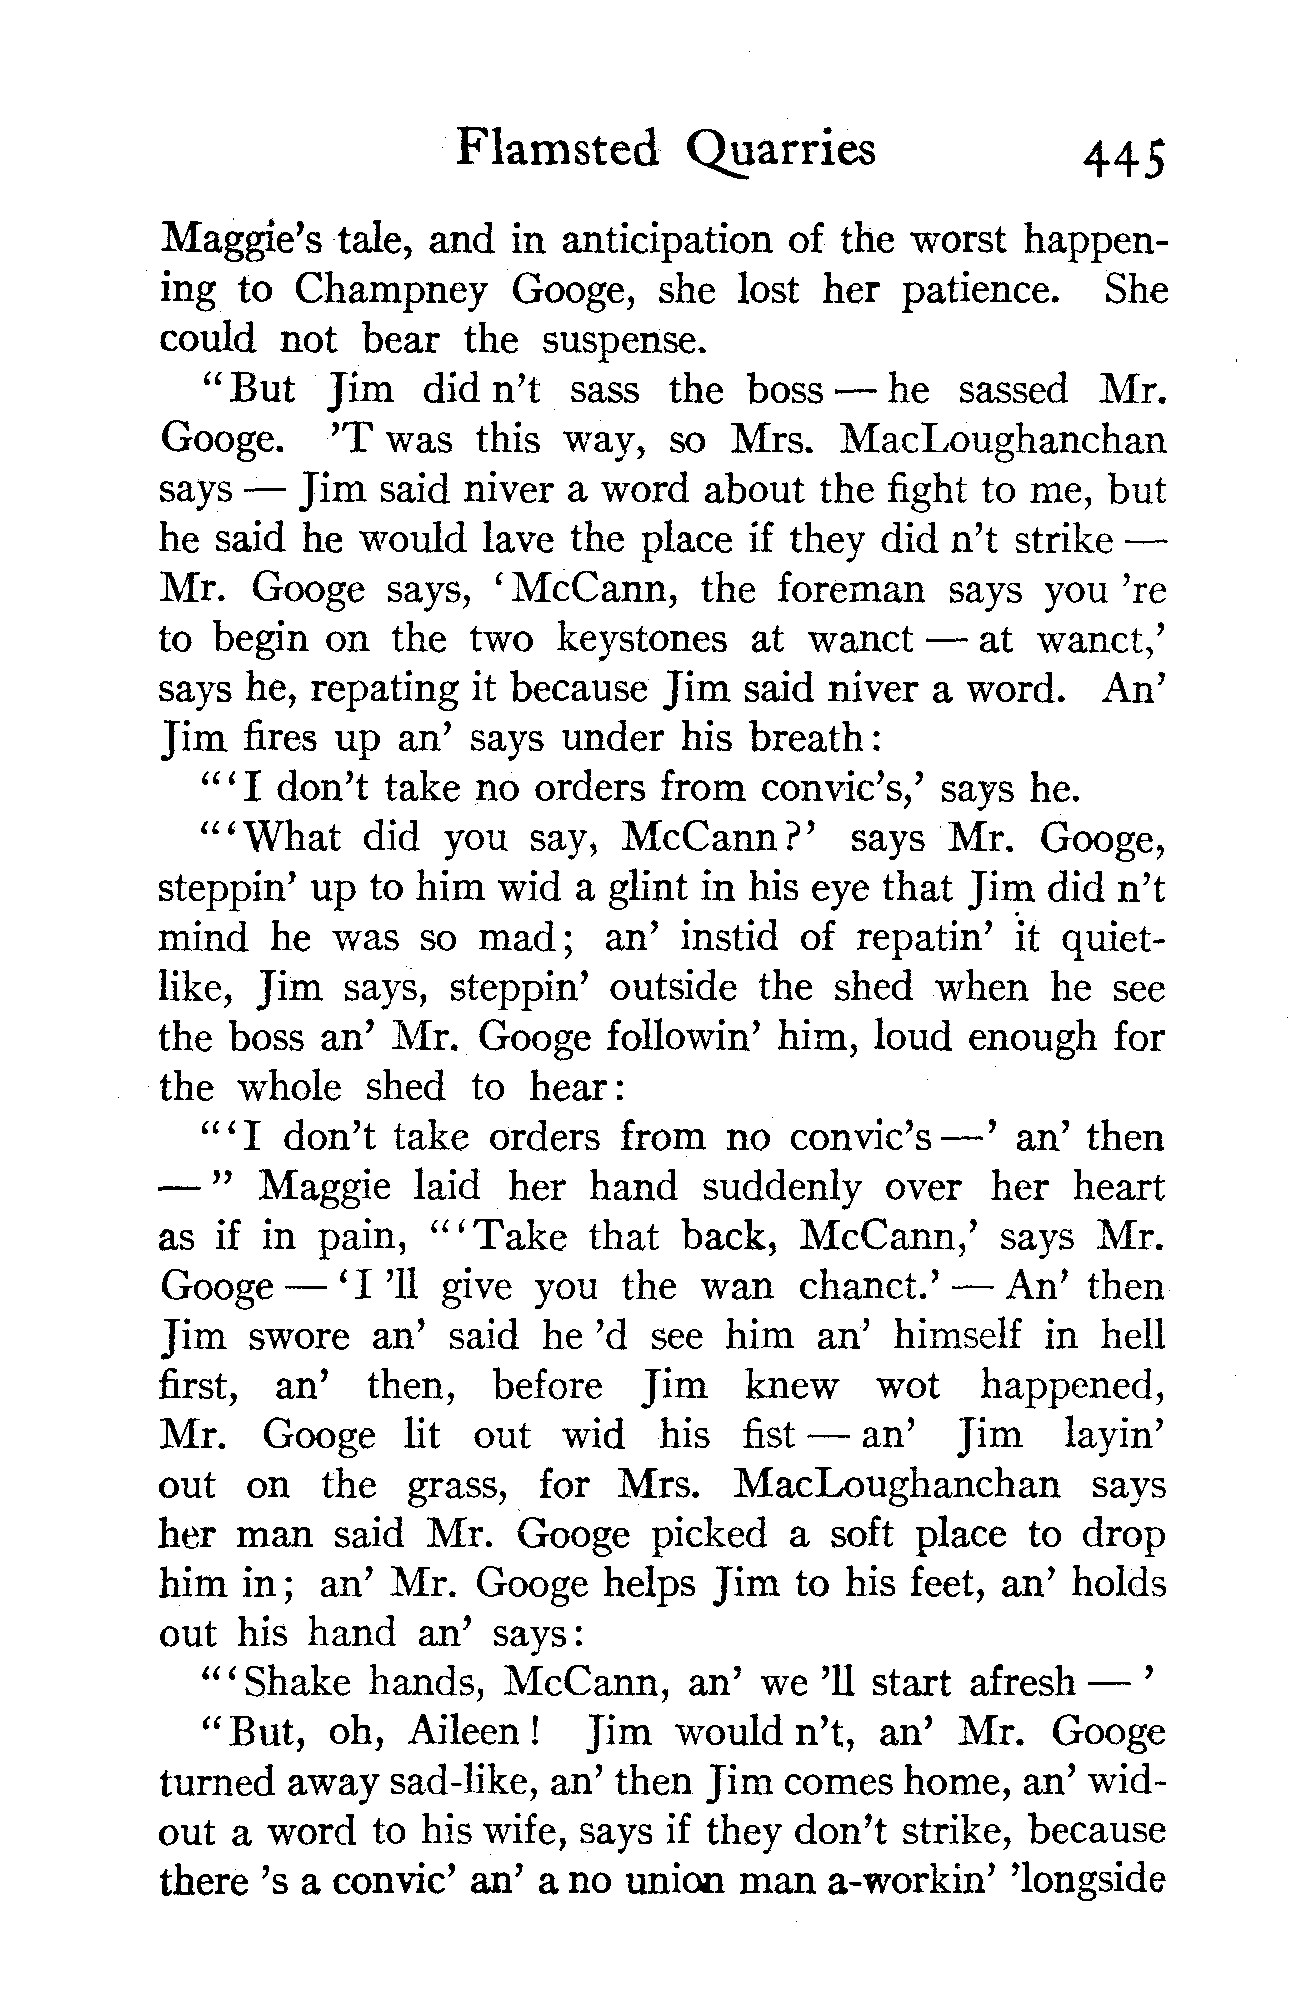 Flamsted Quarries 445
Maggie's tale, and in anticipation of the worst happen-
ing to Champney Googe, she lost her patience. She
could not bear the suspense.
"But Jim did n't sass the boss — he sassed Mr.
Googe. 'T was this way, so Mrs. MacLoughanchan
says — Jim said niver a word about the fight to me, but
he said he would lave the place if they did n't strike —
Mr. Googe says, 'McCann, the foreman says you 're
to begin on the two keystones at wanct — at wanct,'
says he, repating it because Jim said niver a word. An'
Jim fires up an' says under his breath:
"'I don't take no orders from convic's,' says he.
"'What did you say, McCann?' says Mr. Googe,
steppin' up to him wid a glint in his eye that Jim did n't
mind he was so mad; an' instid of repatin' it quiet-
like, Jim says, steppin' outside the shed when he see
the boss an' Mr. Googe followin' him, loud enough for
the whole shed to hear:
"'I don't take orders from no convic's —' an' then
— " Maggie laid her hand suddenly over her heart
as if in pain, "'Take that back, McCann,' says Mr.
Googe — 'I 'll give you the wan chanct.' — An' then
Jim swore an' said he 'd see him an' himself in hell
first, an' then, before Jim knew wot happened,
Mr. Googe lit out wid his fist — an' Jim layin'
out on the grass, for Mrs. MacLoughanchan says
her man said Mr. Googe picked a soft place to drop
him in; an' Mr. Googe helps Jim to his feet, an' holds
out his hand an' says:
"'Shake hands, McCann, an' we 'll start afresh — '
"But, oh, Aileen! Jim would n't, an' Mr. Googe
turned away sad-like, an' then Jim comes home, an' wid-
out a word to his wife, says if they don't strike, because
there 's a convic' an' a no union man a-workin' 'longside